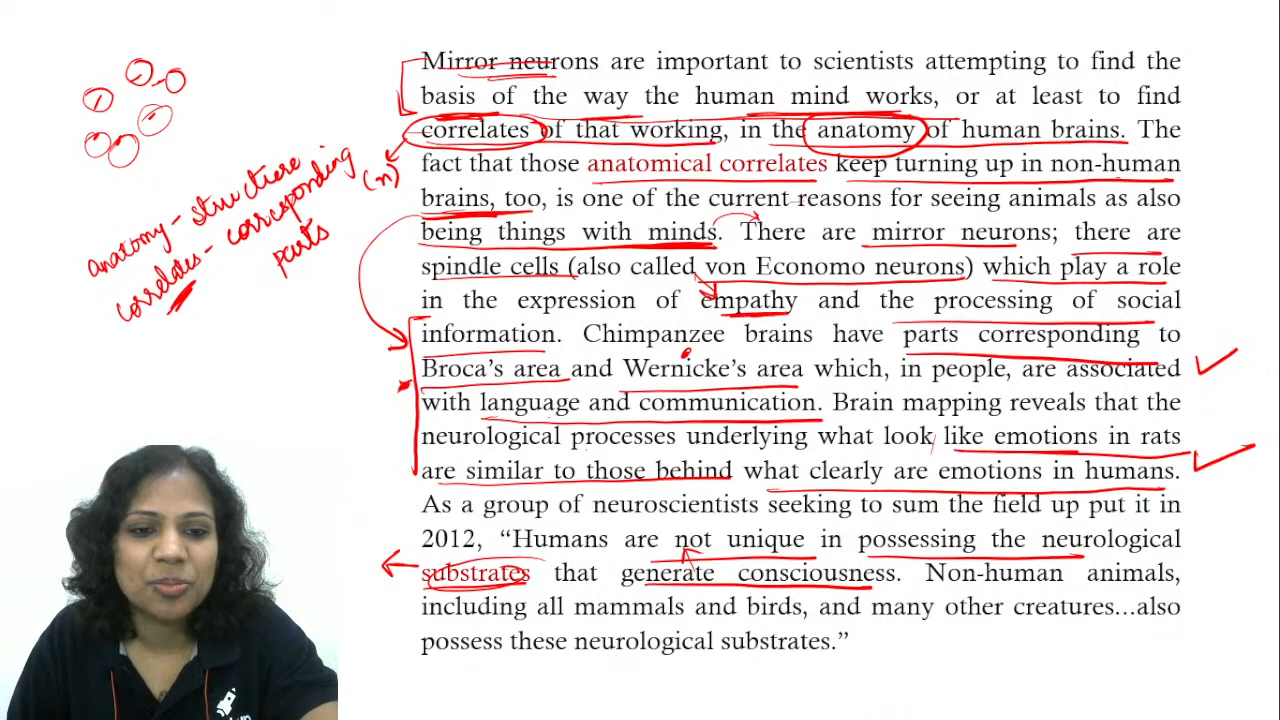 Mirror neurons are important to scientists attempting to find the
basis of the way the human mind works, or at least to find
correlates of that working, in the anatomy of human brains. The
fact that those anatomical correlates keep turning up in non-human
brains, too, is one of the current reasons for seeing animals as also
being things with minds. There are mirror neurons; there are
spindle cells (also called von Economo neurons) which play a role
in the expression of empathy and the processing of social
information. Chimpanzee brains have parts corresponding to
Broca’s area and Wernicke’s area which, in people, are associated
with language and communication. Brain mapping reveals that the
neurological processes underlying what look like emotions in rats
are similar to those behind what clearly are emotions in humans.
As a group of neuroscientists seeking to sum the field up put it in
2012, “Humans are not unique in possessing the neurological
substrates that generate consciousness. Non-human animals,
including all mammals and birds, and many other creatures...also
possess these neurological substrates.”
(n)
anatomy - structure
correlates - corresponding
parts